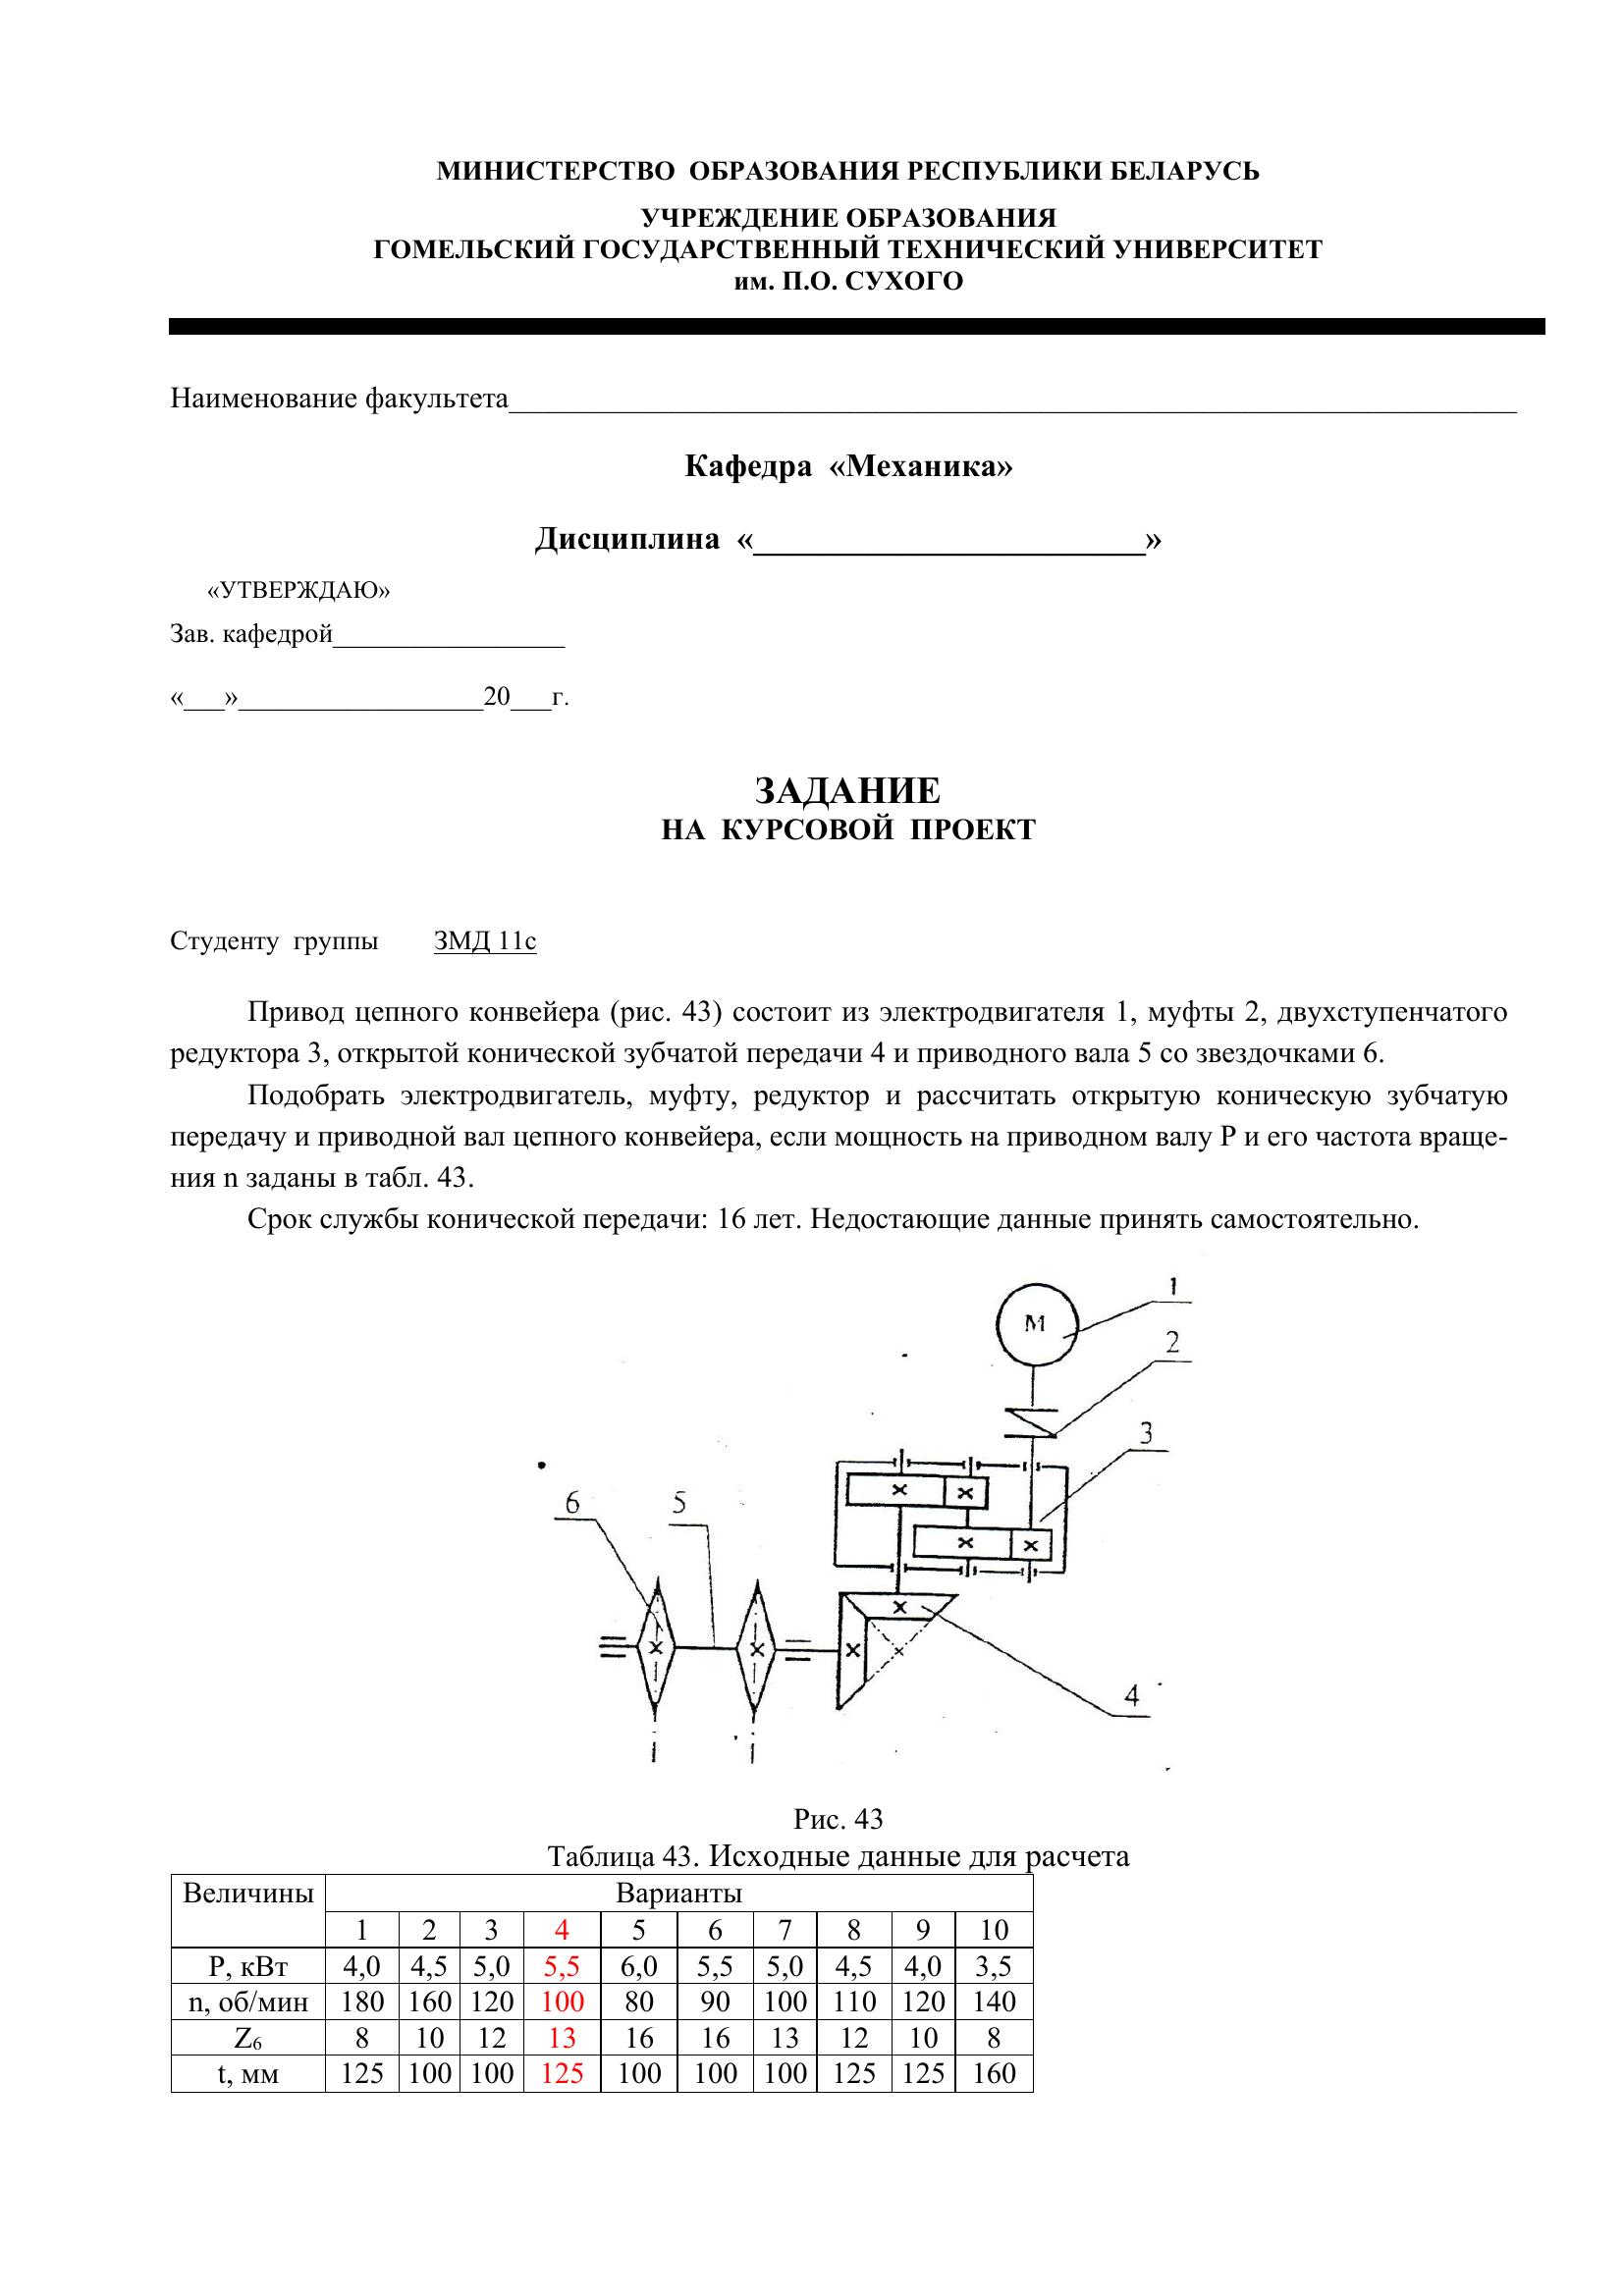 МИНИСТЕРСТВО ОБРАЗОВАНИЯ РЕСПУБЛИКИ БЕЛАРУСЬ
УЧРЕЖДЕНИЕ ОБРАЗОВАНИЯ
ГОМЕЛЬСКИЙ ГОСУДАРСТВЕННЫЙ ТЕХНИЧЕСКИЙ УНИВЕРСИТЕТ
им. П.О. СУХОГО
Наименование факультета____________________
Кафедра «Механика»
Дисциплина «____________________»
«УТВЕРЖДАЮ»
Зав. кафедрой_________________
«___»__________________20___г.
ЗАДАНИЕ
НА КУРСОВОЙ ПРОЕКТ
Студенту группы ЗМД 11с
Привод цепного конвейера (рис. 43) состоит из электродвигателя 1, муфты 2, двухступенчатого
редуктора 3, открытой конической зубчатой передачи 4 и приводного вала 5 со звездочками 6.
Подобрать электродвигатель, муфту, редуктор и рассчитать открытую коническую зубчатую
передачу и приводной вал цепного конвейера, если мощность на приводном валу Р и его частота враще-
ния n заданы в табл. 43.
Срок службы конической передачи: 16 лет. Недостающие данные принять самостоятельно.
1
М
2
3
6
5
4
Рис. 43
Таблица 43. Исходные данные для расчета
Величины Варианты
1 2 3 4 5 6 7 8 9 10
Р, кВт 4,0 4,5 5,0 5,5 6,0 5,5 5,0 4,5 4,0 3,5
n, об/мин 180 160 120 100 80 90 100 110 120 140
Z6 8 10 12 13 16 16 13 12 10 8
t, мм 125 100 100 125 100 100 100 125 125 160